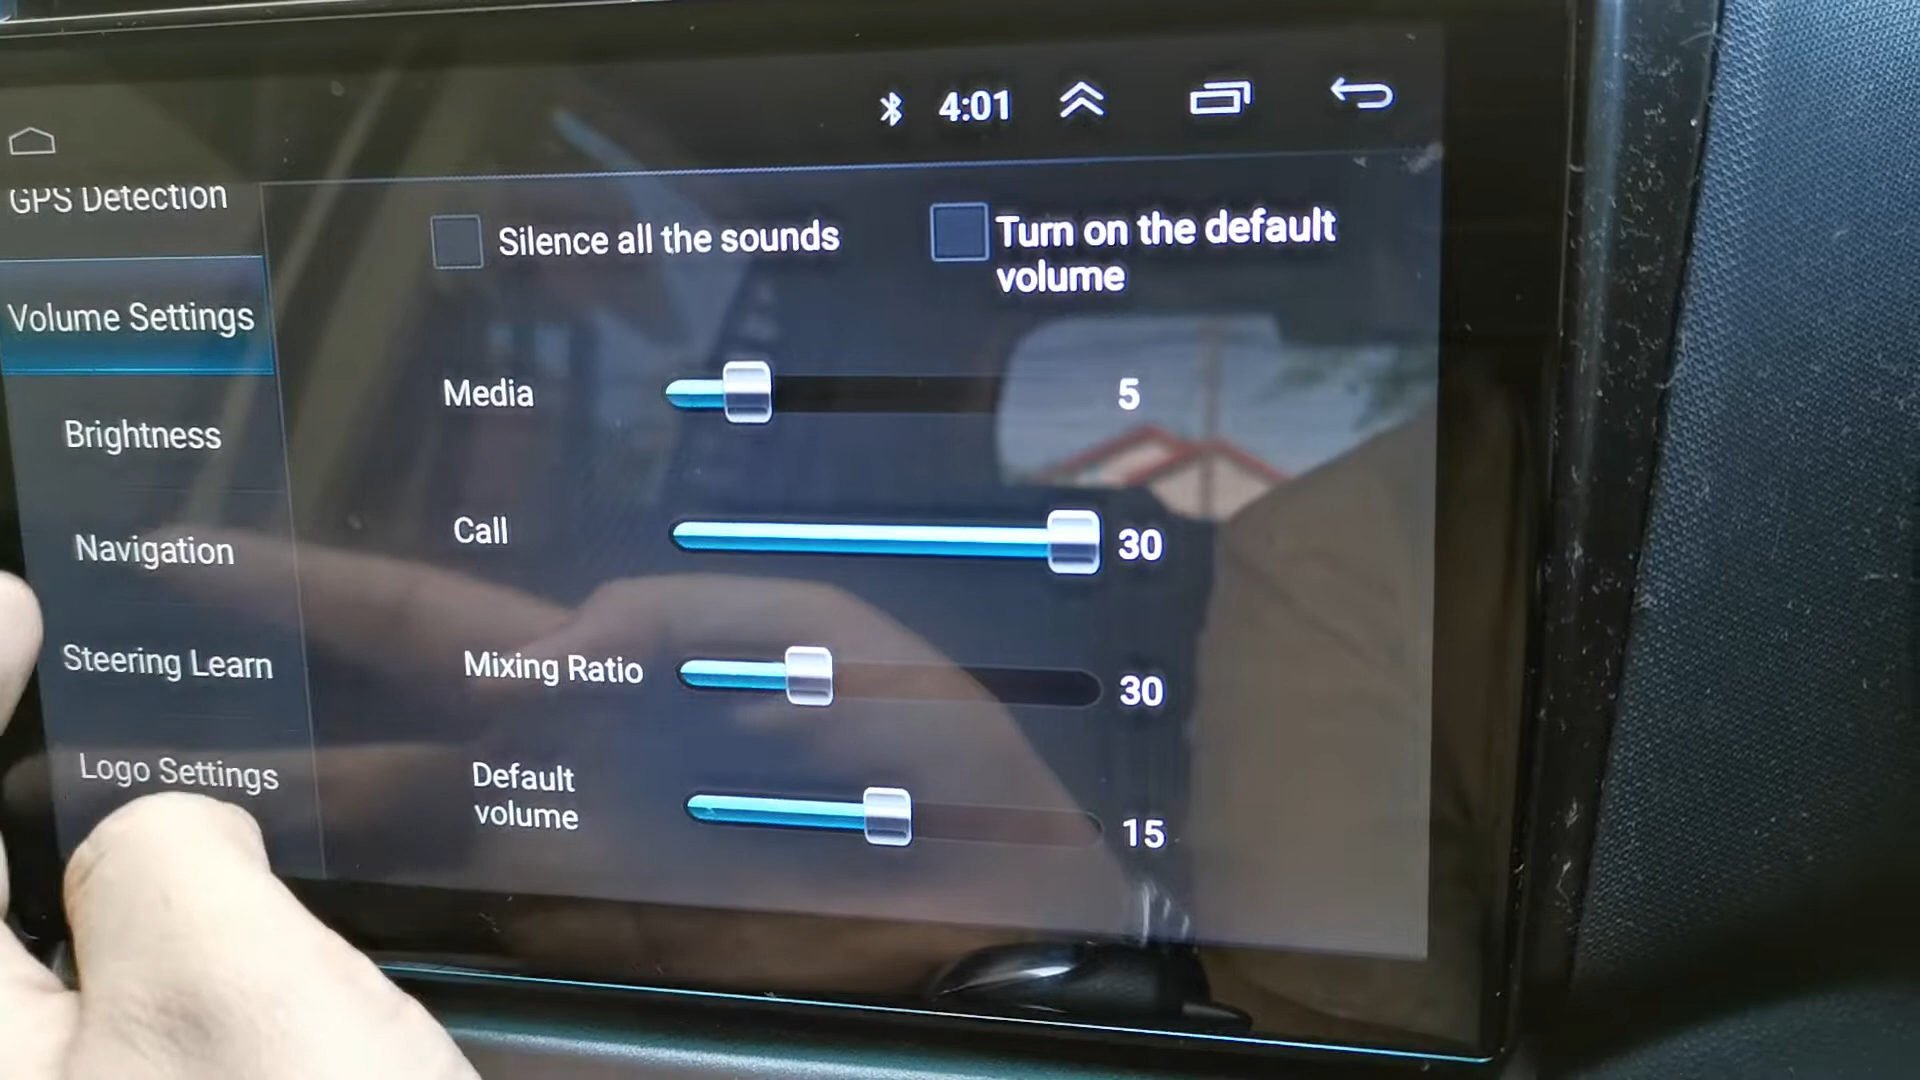 4:01
GPS Detection
Volume Settings
Brightness
Navigation
Steering Learn
Logo Settings
Silence all the sounds
Turn on the default
volume
Media 5
Call 30
Mixing Ratio 30
Default
volume 15